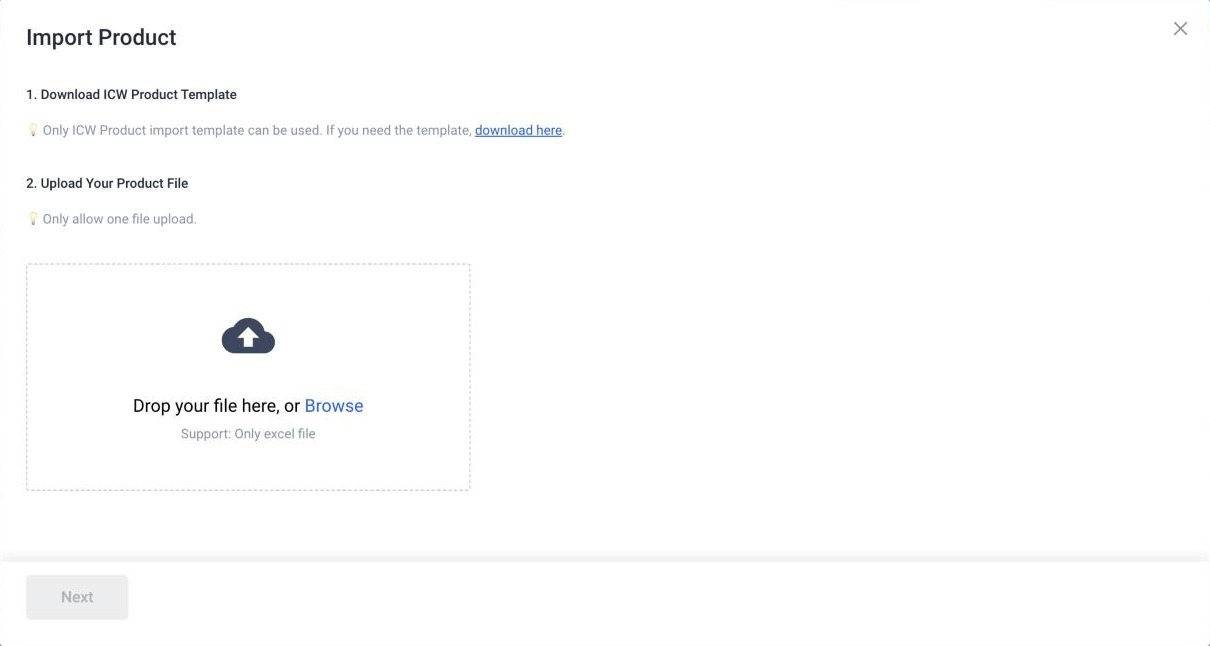 Import Product
1. Download ICW Product Template
Only ICW Product import template can be used. If you need the template, download here.
2. Upload Your Product File
Only allow one file upload.
Drop your file here, or Browse
Support: Only excel file
Next